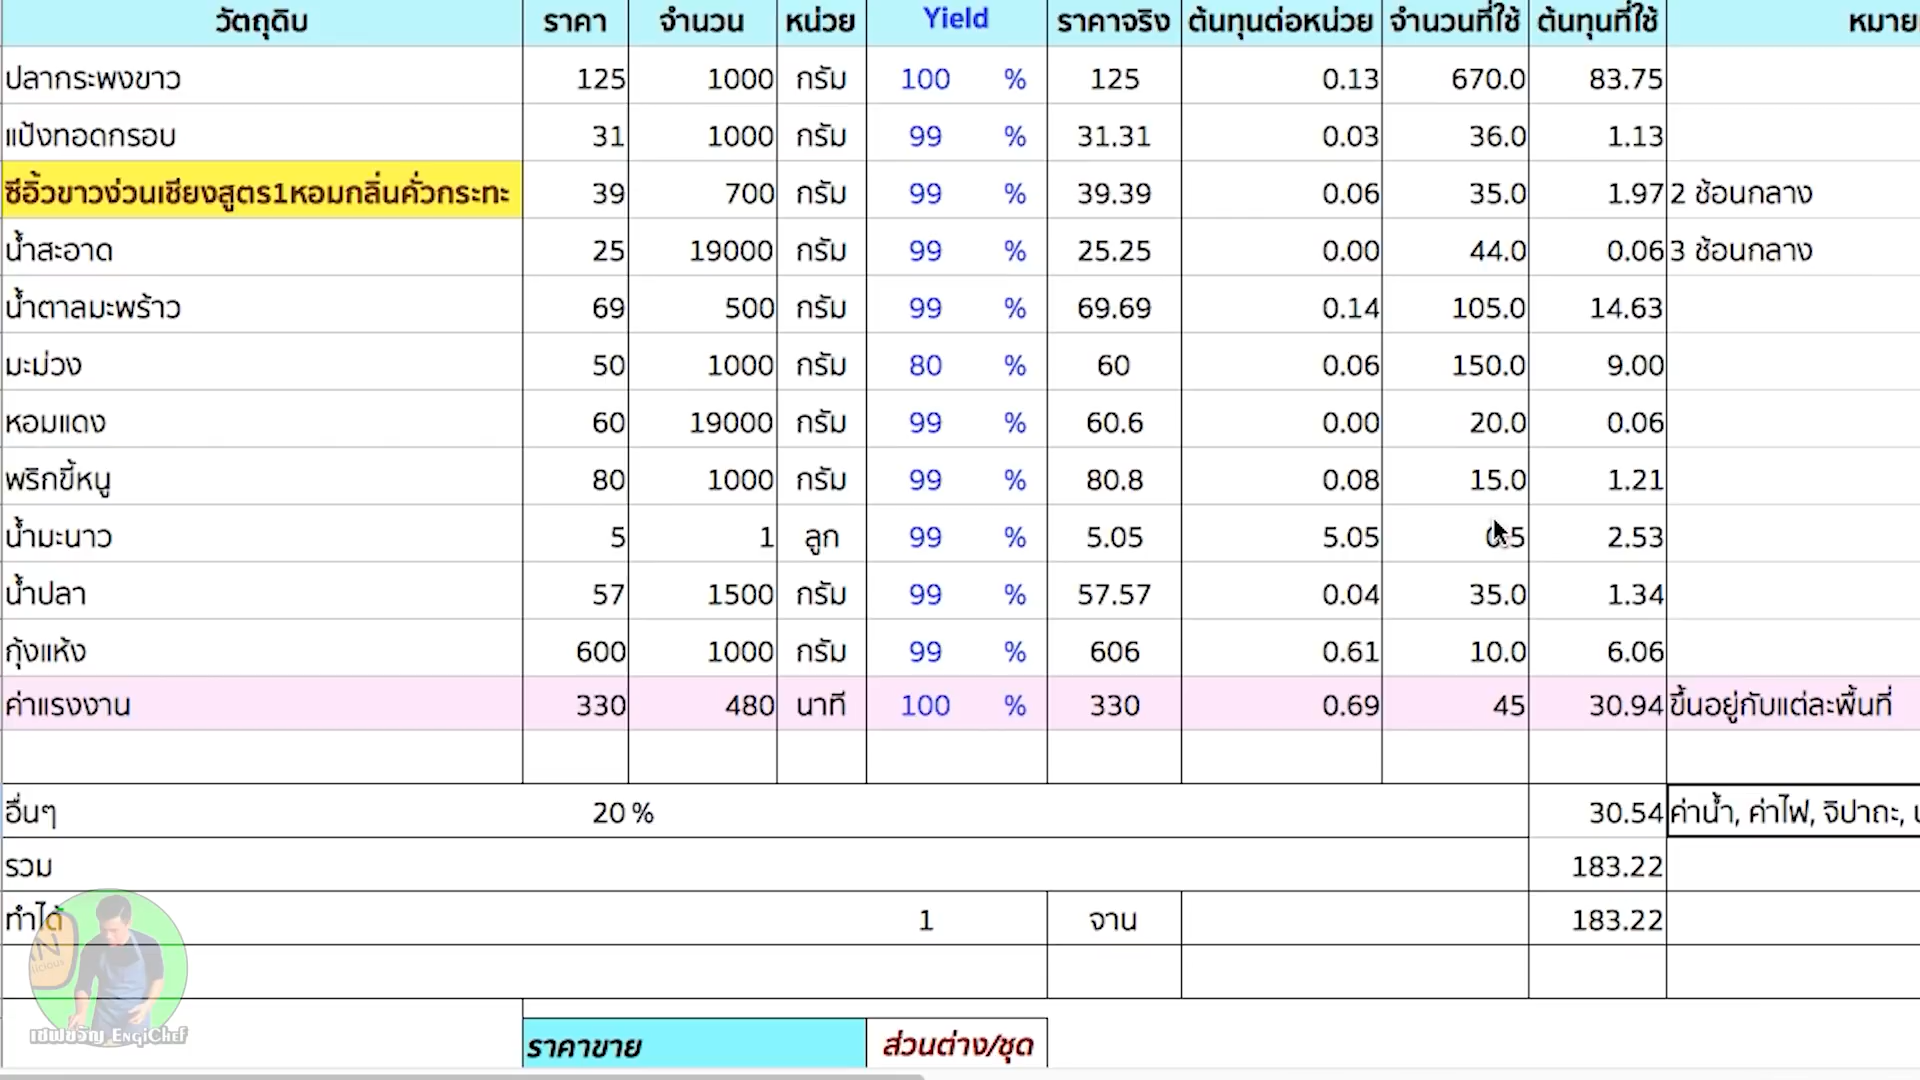 วัตถุดิบ ราคา จำนวน หน่วย Yield ราคาจริง ต้นทุนต่อหน่วย จำนวนที่ใช้ ต้นทุนที่ใช้ หมาย
ปลากระพงขาว 125 1000 กรัม 100 % 125 0.13 670.0 83.75
แป้งทอดกรอบ 31 1000 กรัม 99 % 31.31 0.03 36.0 1.13
ซีอิ้วขาวง่วนเชียงสูตร1หอมกลิ่นคั่วกระทะ 39 700 กรัม 99 % 39.39 0.06 35.0 1.97 2 ช้อนกลาง
น้ำสะอาด 25 19000 กรัม 99 % 25.25 0.00 44.0 0.06 3 ช้อนกลาง
น้ำตาลมะพร้าว 69 500 กรัม 99 % 69.69 0.14 105.0 14.63
มะม่วง 50 1000 กรัม 80 % 60 0.06 150.0 9.00
หอมแดง 60 19000 กรัม 99 % 60.6 0.00 20.0 0.06
พริกขี้หนู 80 1000 กรัม 99 % 80.8 0.08 15.0 1.21
น้ำมะนาว 5 1 ลูก 99 % 5.05 5.05 0.5 2.53
น้ำปลา 57 1500 กรัม 99 % 57.57 0.04 35.0 1.34
กุ้งแห้ง 600 1000 กรัม 99 % 606 0.61 10.0 6.06
ค่าแรงงาน 330 480 นาที 100 % 330 0.69 45 30.94 ขึ้นอยู่กับแต่ละพื้นที่
อื่นๆ 20 % 30.54 ค่าน้ำ, ค่าไฟ, จิปาถะ,
รวม 183.22
ทำได้ 1 จาน 183.22
เชฟขวัญ EngiChef
ราคาขาย ส่วนต่าง/ชุด